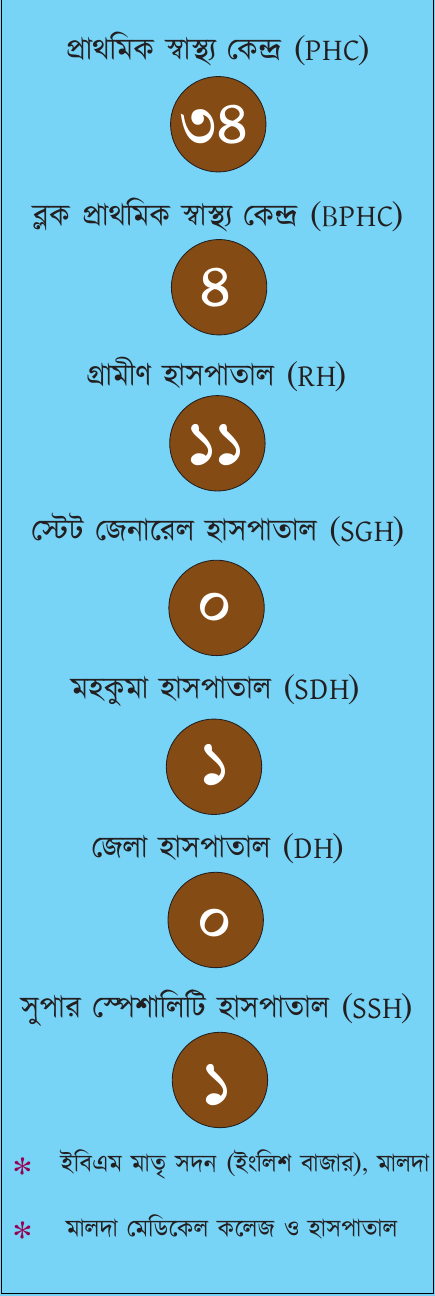 প্রাথমিক স্বাস্থ্য কেন্দ্র (PHC)
৩৪
ব্লক প্রাথমিক স্বাস্থ্য কেন্দ্র (BPHC)
৪
গ্রামীণ হাসপাতাল (RH)
১১
স্টেট জেনারেল হাসপাতাল (SGH)
০
মহকুমা হাসপাতাল (SDH)
১
জেলা হাসপাতাল (DH)
০
সুপার স্পেশালিটি হাসপাতাল (SSH)
১
* ইবিএম মাতৃ সদন (ইংলিশ বাজার), মালদা
* মালদা মেডিকেল কলেজ ও হাসপাতাল